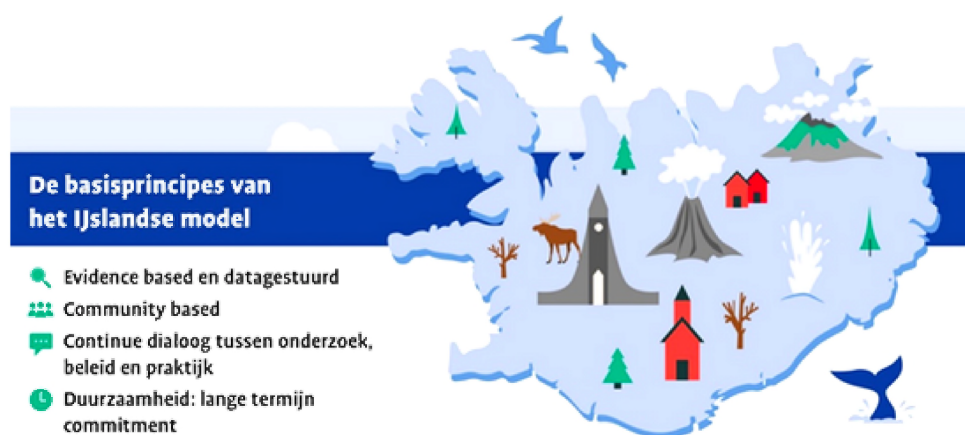 De basisprincipes van
het IJslandse model
Evidence based en datagestuurd
Community based
Continue dialoog tussen onderzoek,
beleid en praktijk
Duurzaamheid: lange termijn
commitment